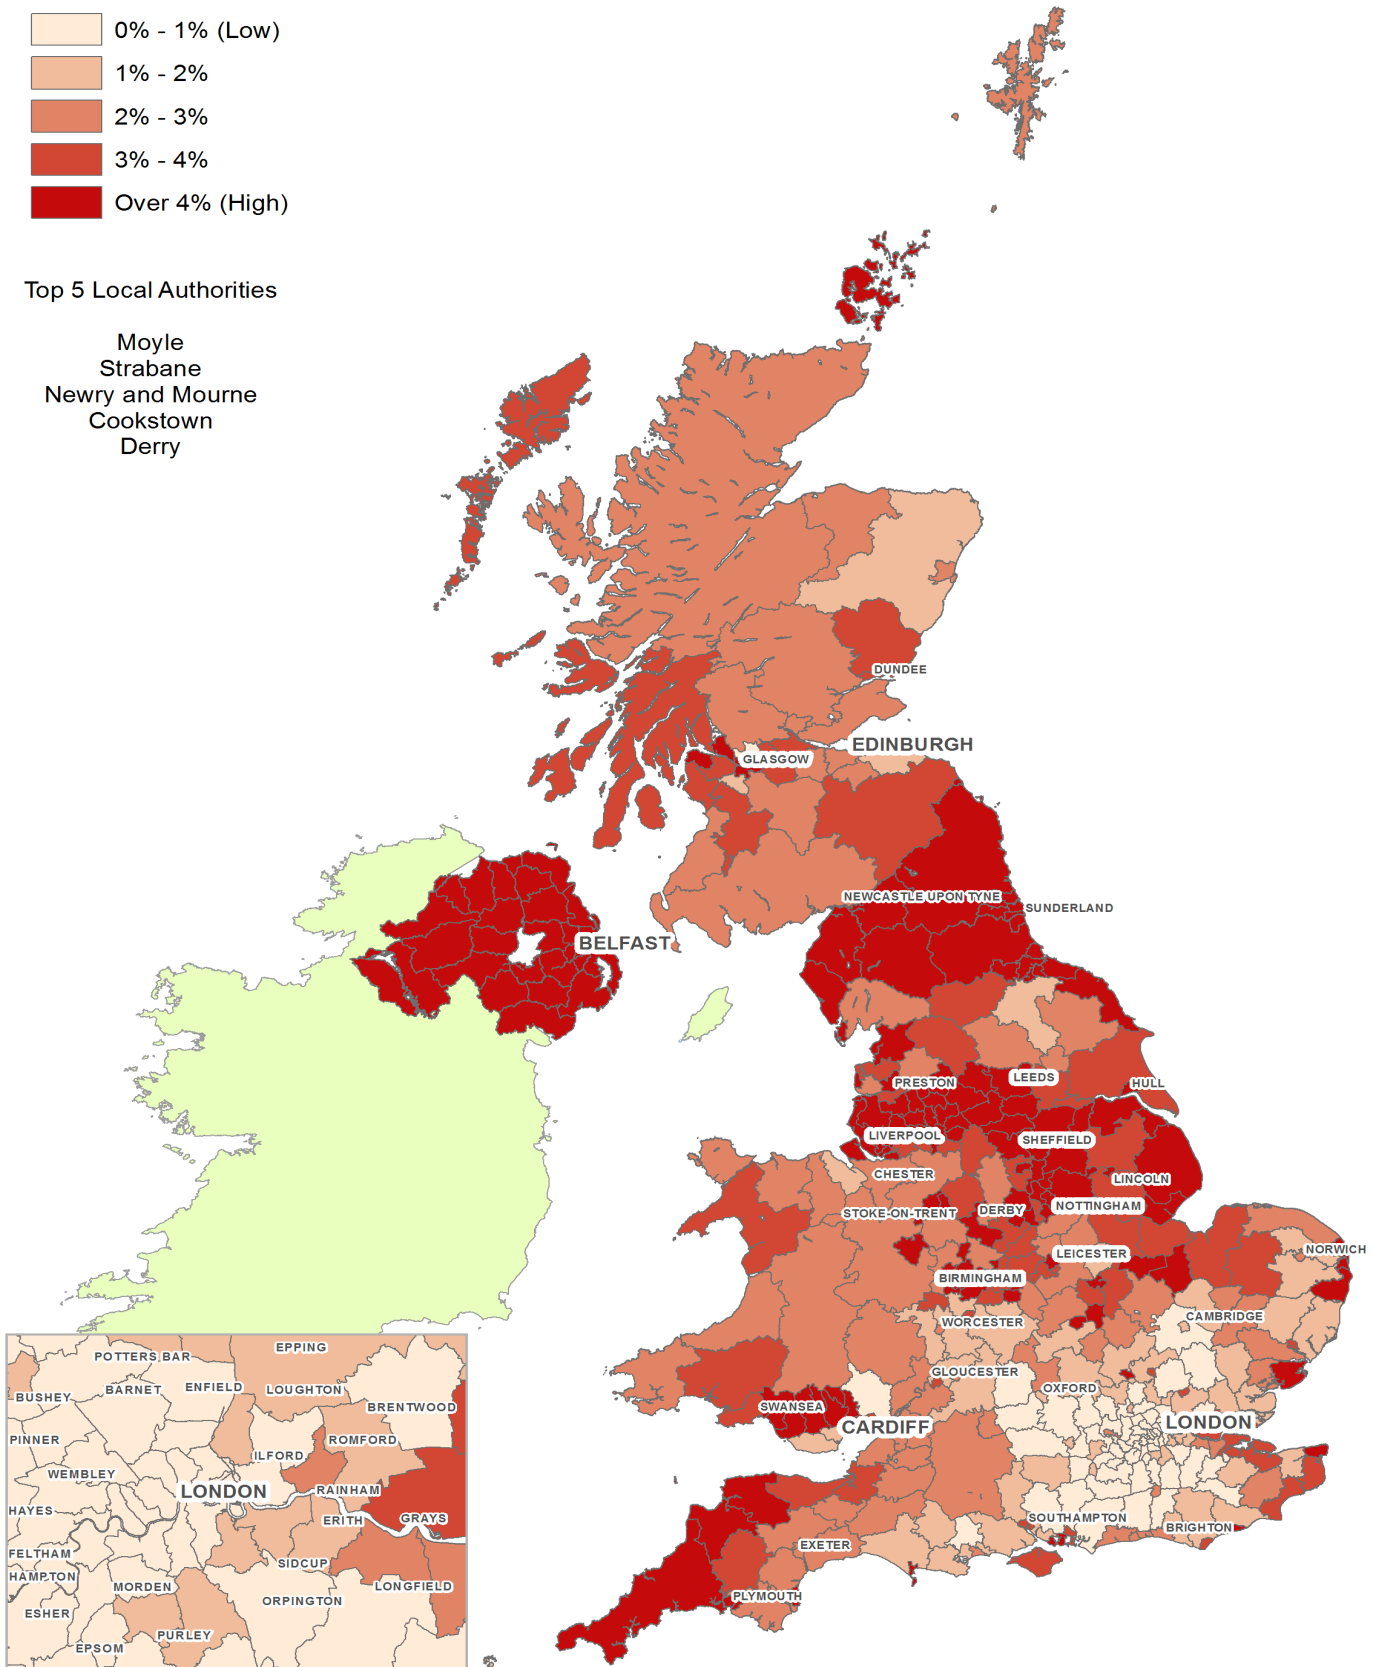 0% - 1% (Low)
1% - 2%
2% - 3%
3% - 4%
Over 4% (High)
Top 5 Local Authorities
Moyle
Strabane
Newry and Mourne
Cookstown
Derry
DUNDEE
EDINBURGH
GLASGOW
NEWCASTLE UPON TYNE
SUNDERLAND
BELFAST
LEEDS
PRESTON
HULL
LIVERPOOL
SHEFFIELD
CHESTER
LINCOLN
STOKE-ON-TRENT
DERBY
NOTTINGHAM
LEICESTER
NORWICH
BIRMINGHAM
WORCESTER
CAMBRIDGE
GLOUCESTER
OXFORD
SWANSEA
CARDIFF
LONDON
SOUTHAMPTON
BRIGHTON
EXETER
PLYMOUTH
EPPING
POTTERS BAR
BARNET
ENFIELD
LOUGHTON
BUSHEY
BRENTWOOD
PINNER
ROMFORD
ILFORD
WEMBLEY
LONDON
RAINHAM
HAYES
ERITH
GRAYS
FELTHAM
SIDCUP
HAMPTON
MORDEN
LONGFIELD
ORPINGTON
ESHER
PURLEY
EPSOM